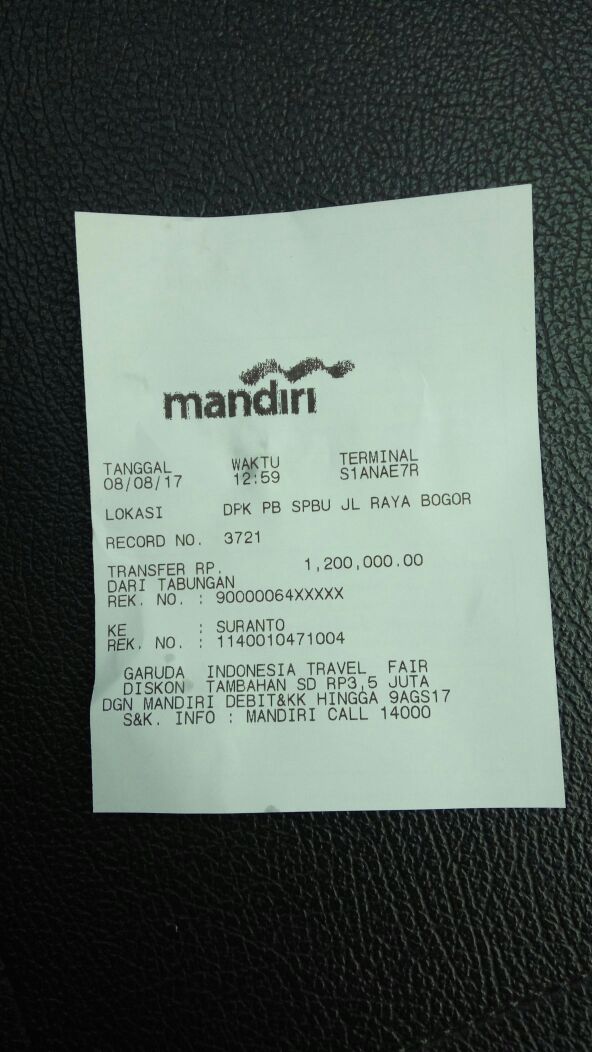 mandiri
TANGGAL WAKTU TERMINAL
08/08/17 12:59 S1ANAE7R
LOKASI DPK PB SPBU JL RAYA BOGOR
RECORD NO. 3721
TRANSFER RP. 1,200,000.00
DARI TABUNGAN
REK. NO. : 90000064XXXXX
KE : SURANTO
REK. NO. : 1140010471004
GARUDA INDONESIA TRAVEL FAIR
DISKON TAMBAHAN SD RP3,5 JUTA
DGN MANDIRI DEBIT&KK HINGGA 9AGS17
S&K. INFO : MANDIRI CALL 14000